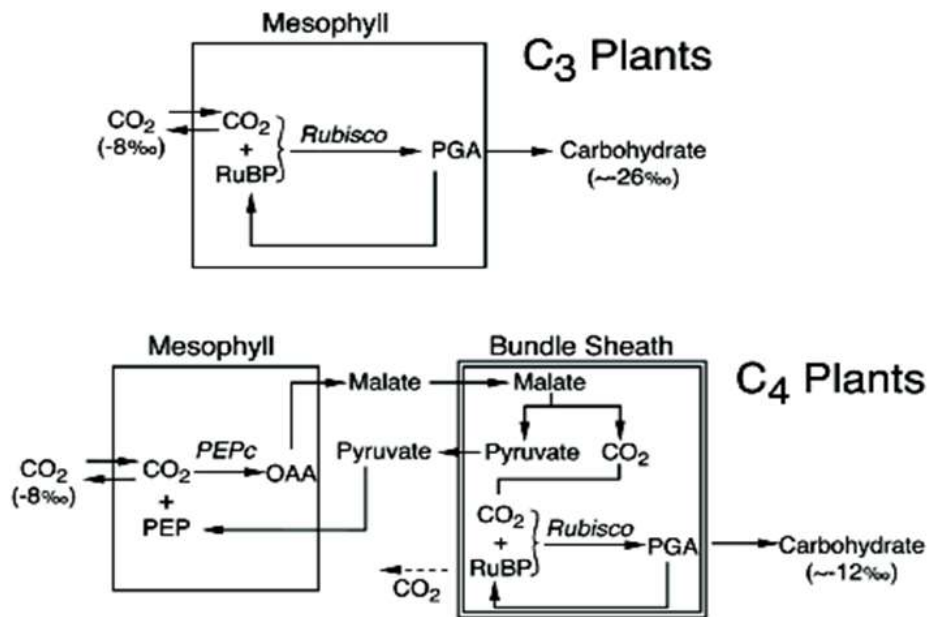 Mesophyll
C3 Plants
CO2
(-8‰)
CO2
+
RuBP
Rubisco
PGA
Carbohydrate
(~-26‰)
Mesophyll
Bundle Sheath
C4 Plants
Malate
Malate
CO2
(-8‰)
CO2
+
PEP
PEPc
OAA
Pyruvate
Pyruvate
CO2
CO2
+
RuBP
Rubisco
PGA
Carbohydrate
(~-12‰)
CO2